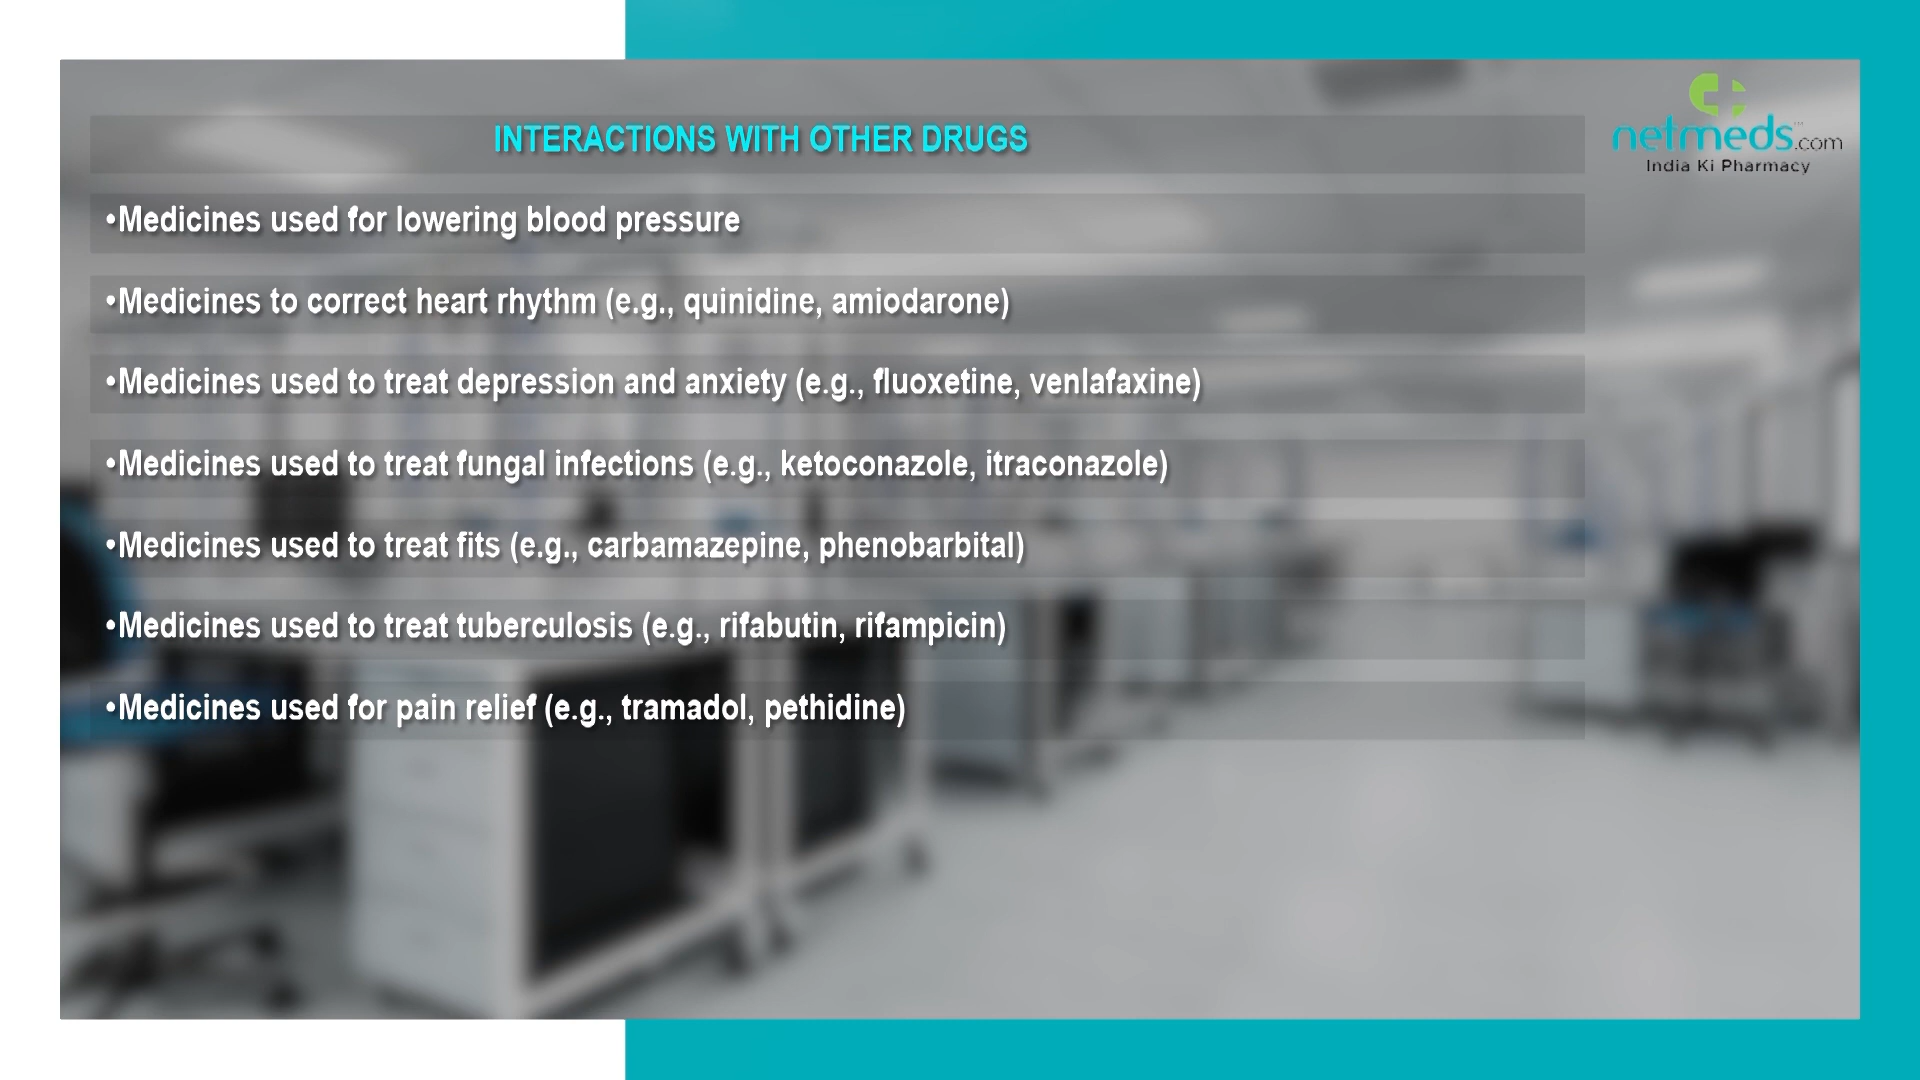 INTERACTIONS WITH OTHER DRUGS
netmeds.com
India Ki Pharmacy
•Medicines used for lowering blood pressure
•Medicines to correct heart rhythm (e.g., quinidine, amiodarone)
•Medicines used to treat depression and anxiety (e.g., fluoxetine, venlafaxine)
•Medicines used to treat fungal infections (e.g., ketoconazole, itraconazole)
•Medicines used to treat fits (e.g., carbamazepine, phenobarbital)
•Medicines used to treat tuberculosis (e.g., rifabutin, rifampicin)
•Medicines used for pain relief (e.g., tramadol, pethidine)